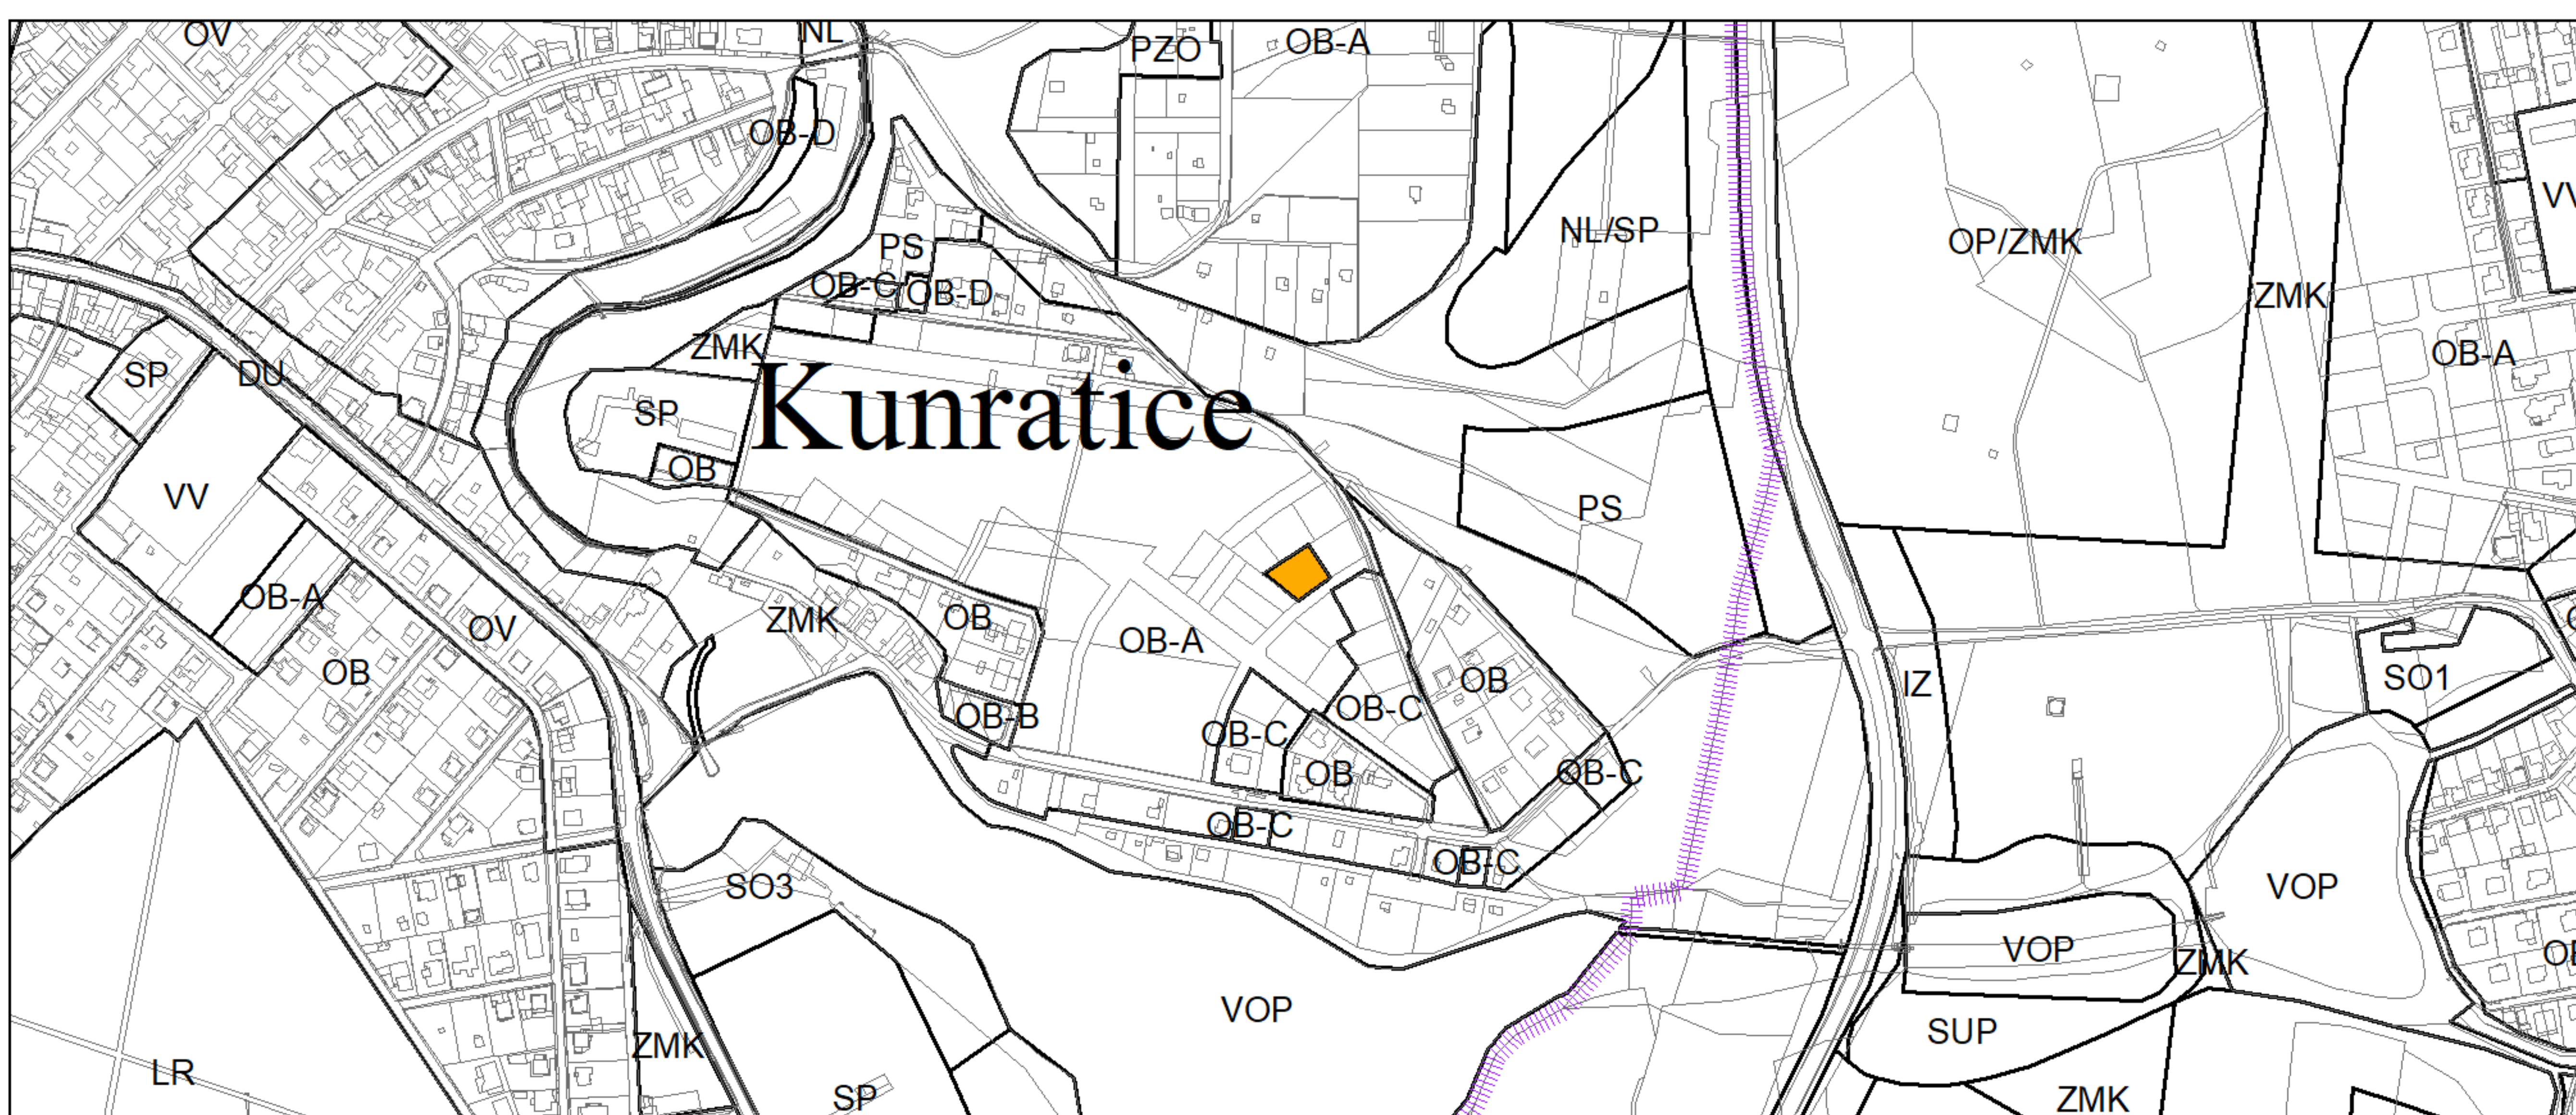 OV
NL
PZO
OB-A
OB-D
NL/SP
OP/ZMK
PS
OB-C
OB-D
ZMK
ZMK
SP
DU
OB-A
SP
Kunratice
OB
VV
PS
OB-A
OV
ZMK
OB
OB-A
OB
OB
SO1
IZ
OB-B
OB-C
OB-C
OB
OB-C
OB-C
OB-C
SO3
VOP
VOP
ZMK
VOP
SUP
ZMK
LR
SP
ZMK